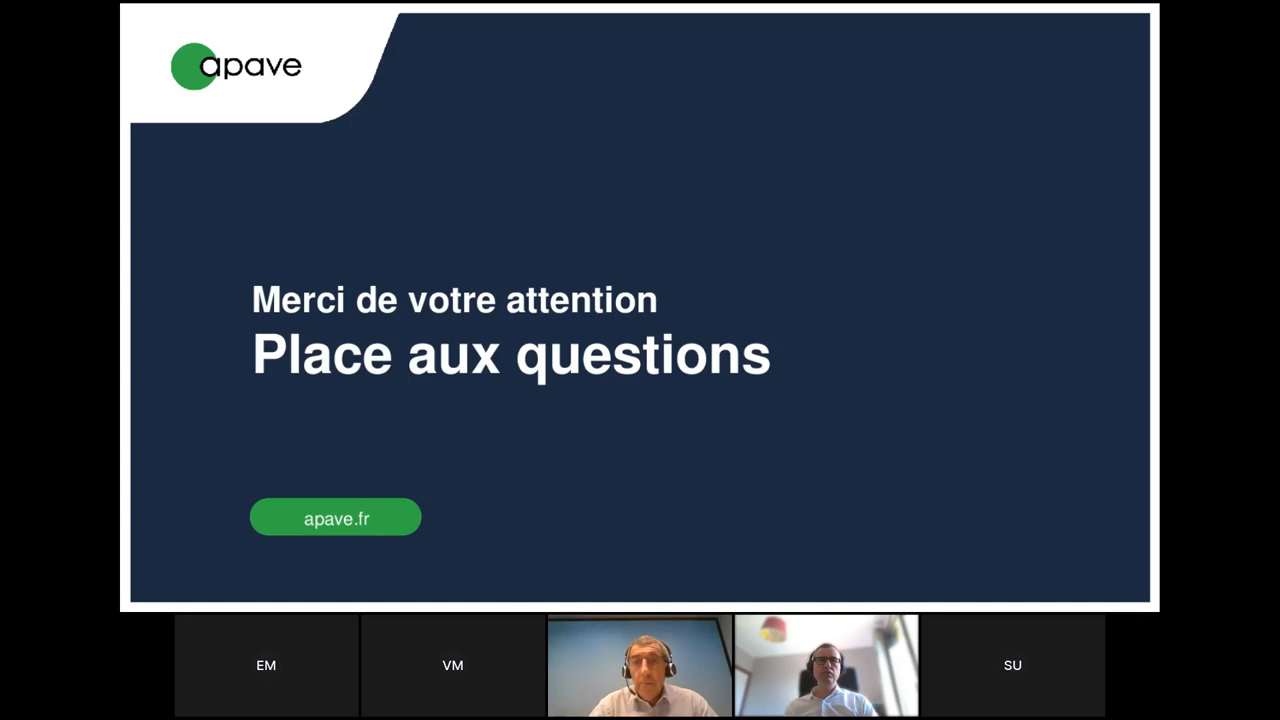 apave
Merci de votre attention
Place aux questions
apave.fr
EM
VM
SU